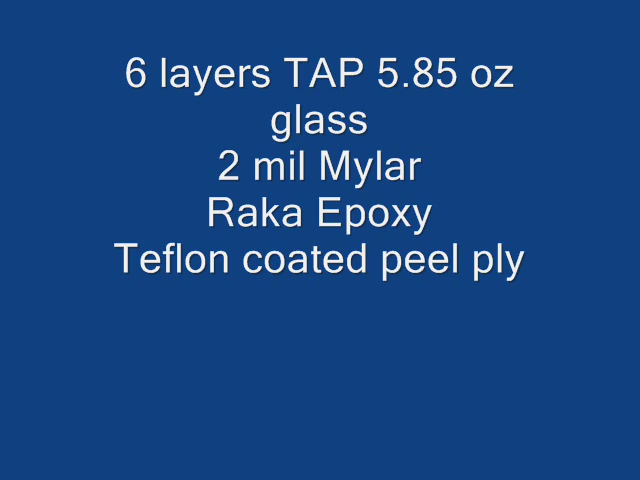 6 layers TAP 5.85 oz
glass
2 mil Mylar
Raka Epoxy
Teflon coated peel ply